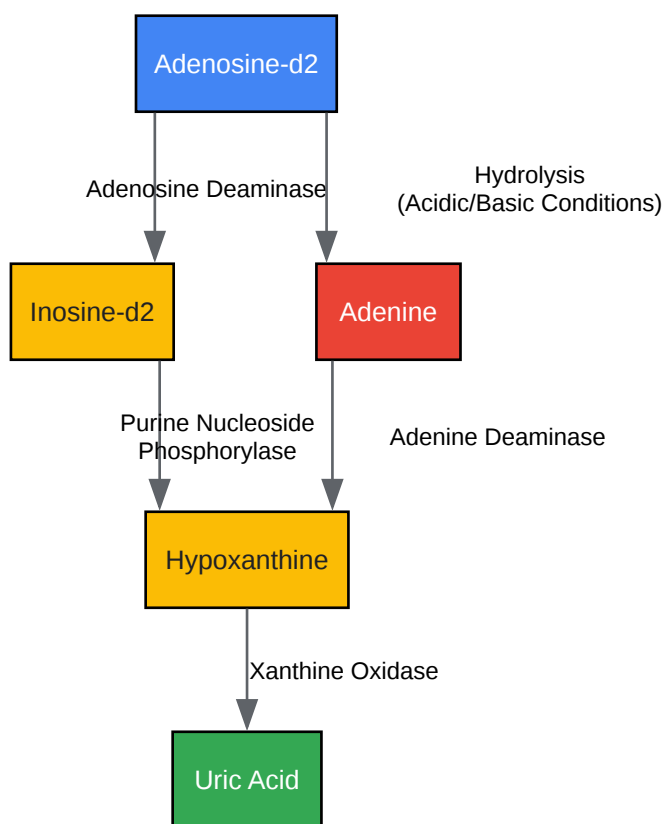 Adenosine-d2
Adenosine Deaminase
Hydrolysis
(Acidic/Basic Conditions)
Inosine-d2
Adenine
Purine Nucleoside
Phosphorylase
Adenine Deaminase
Hypoxanthine
Xanthine Oxidase
Uric Acid